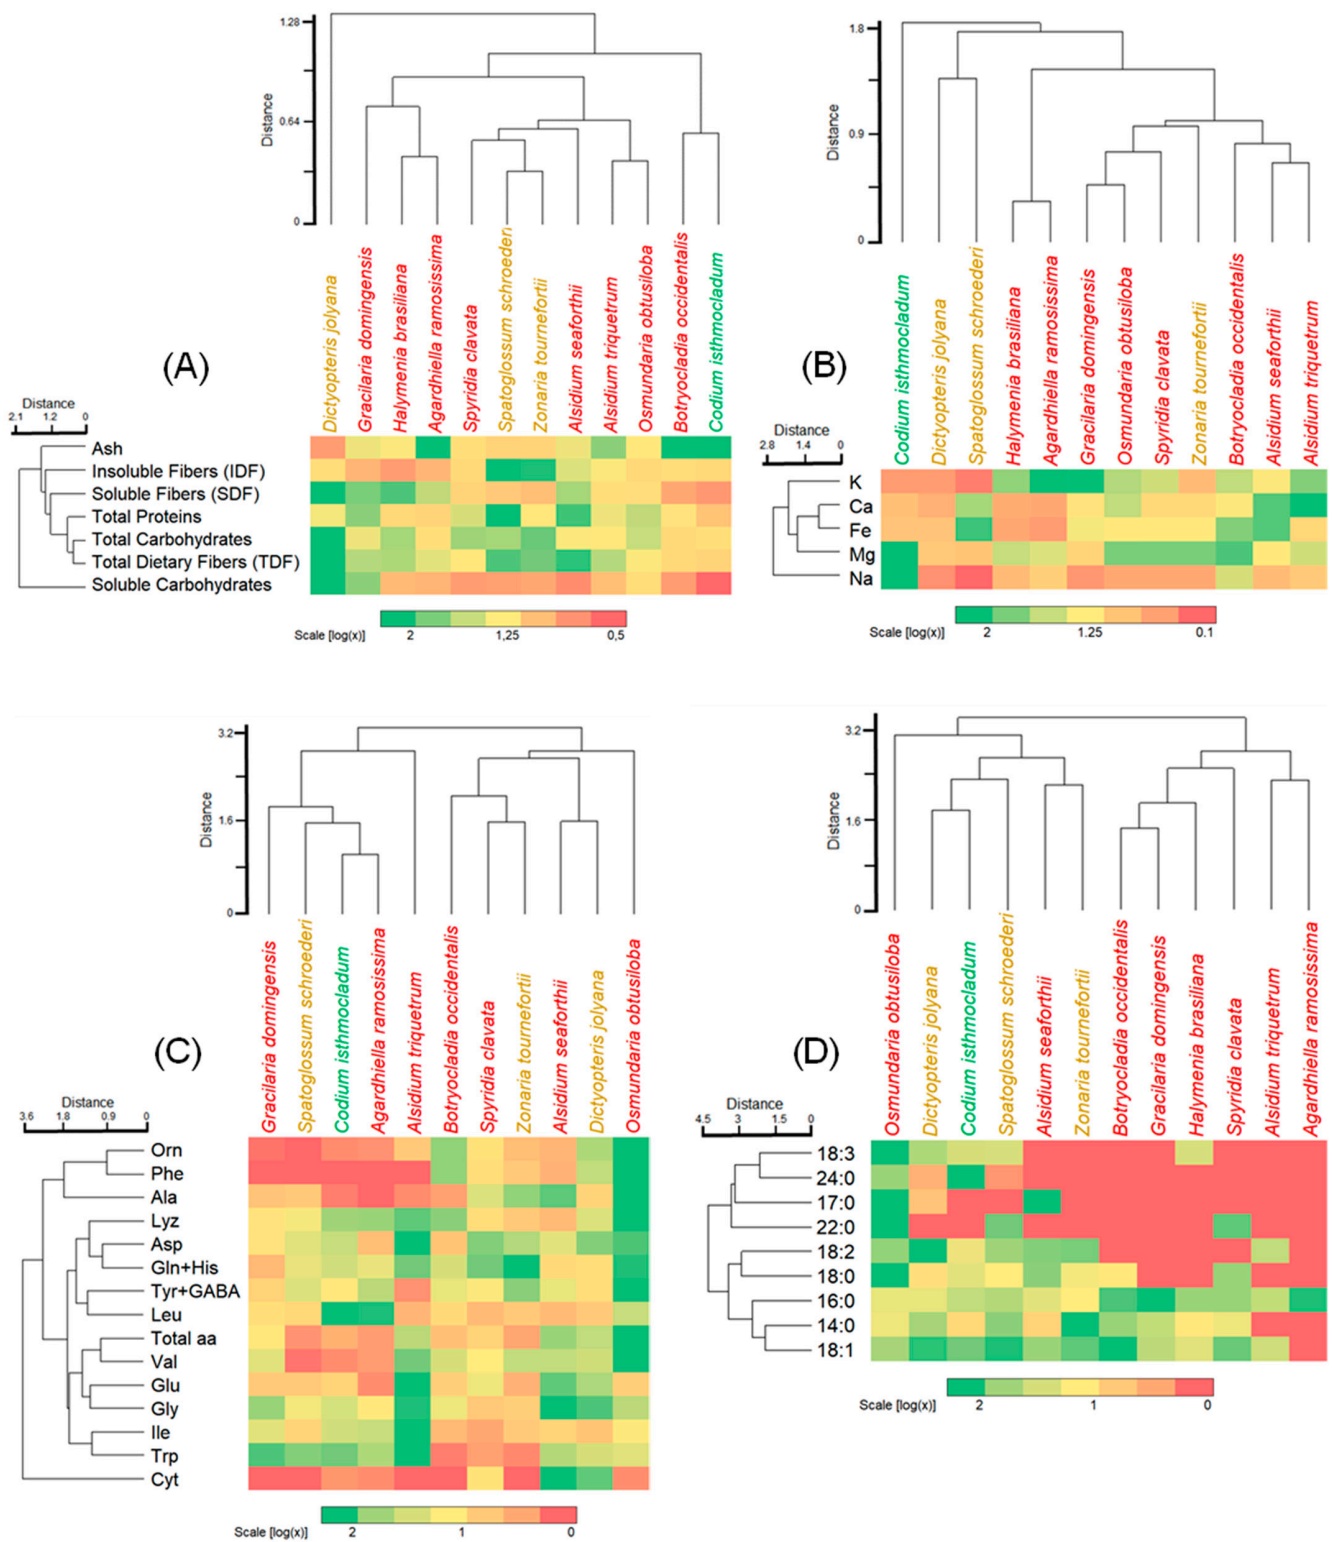 1.28
0.64
0
Distance
Dictyopteris jolyana
Gracilaria domingensis
Halymenia brasiliana
Agardhiella ramosissima
Spyridia clavata
Spatoglossum schroederi
Zonaria tournefortii
Alsidium seaforthii
Alsidium triquetrum
Osmundaria obtusiloba
Botryocladia occidentalis
Codium isthmocladum
(A)
Distance
2.1 1.2 0
Ash
Insoluble Fibers (IDF)
Soluble Fibers (SDF)
Total Proteins
Total Carbohydrates
Total Dietary Fibers (TDF)
Soluble Carbohydrates
Scale [log(x)] 2 1,25 0,5
1.8
0.9
0
Distance
Codium isthmocladum
Dictyopteris jolyana
Spatoglossum schroederi
Halymenia brasiliana
Agardhiella ramosissima
Gracilaria domingensis
Osmundaria obtusiloba
Spyridia clavata
Zonaria tournefortii
Botryocladia occidentalis
Alsidium seaforthii
Alsidium triquetrum
(B)
Distance
2.8 1.4 0
K
Ca
Fe
Mg
Na
Scale [log(x)] 2 1.25 0.1
3.2
1.6
0
Distance
Gracilaria domingensis
Spatoglossum schroederi
Codium isthmocladum
Agardhiella ramosissima
Alsidium triquetrum
Botryocladia occidentalis
Spyridia clavata
Zonaria tournefortii
Alsidium seaforthii
Dictyopteris jolyana
Osmundaria obtusiloba
(C)
Distance
3.6 1.8 0.9 0
Orn
Phe
Ala
Lyz
Asp
Gln+His
Tyr+GABA
Leu
Total aa
Val
Glu
Gly
Ile
Trp
Cyt
Scale [log(x)] 2 1 0
3.2
1.6
0
Distance
Osmundaria obtusiloba
Dictyopteris jolyana
Codium isthmocladum
Spatoglossum schroederi
Alsidium seaforthii
Zonaria tournefortii
Botryocladia occidentalis
Gracilaria domingensis
Halymenia brasiliana
Spyridia clavata
Alsidium triquetrum
Agardhiella ramosissima
(D)
Distance
4.5 3 1.5 0
18:3
24:0
17:0
22:0
18:2
18:0
16:0
14:0
18:1
Scale [log(x)] 2 1 0